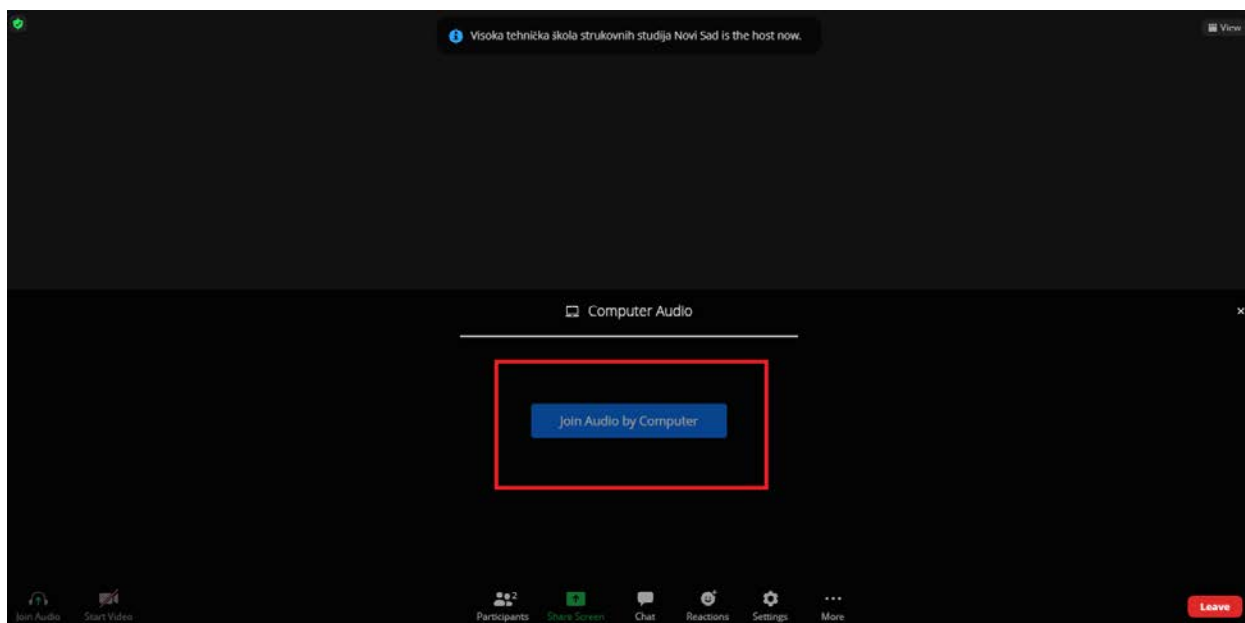 Visoka tehnička škola strukovnih studija Novi Sad is the host now.
View
Computer Audio
Join Audio by Computer
Join Audio
Start Video
2
Participants
Share Screen
Chat
Reactions
Settings
More
Leave